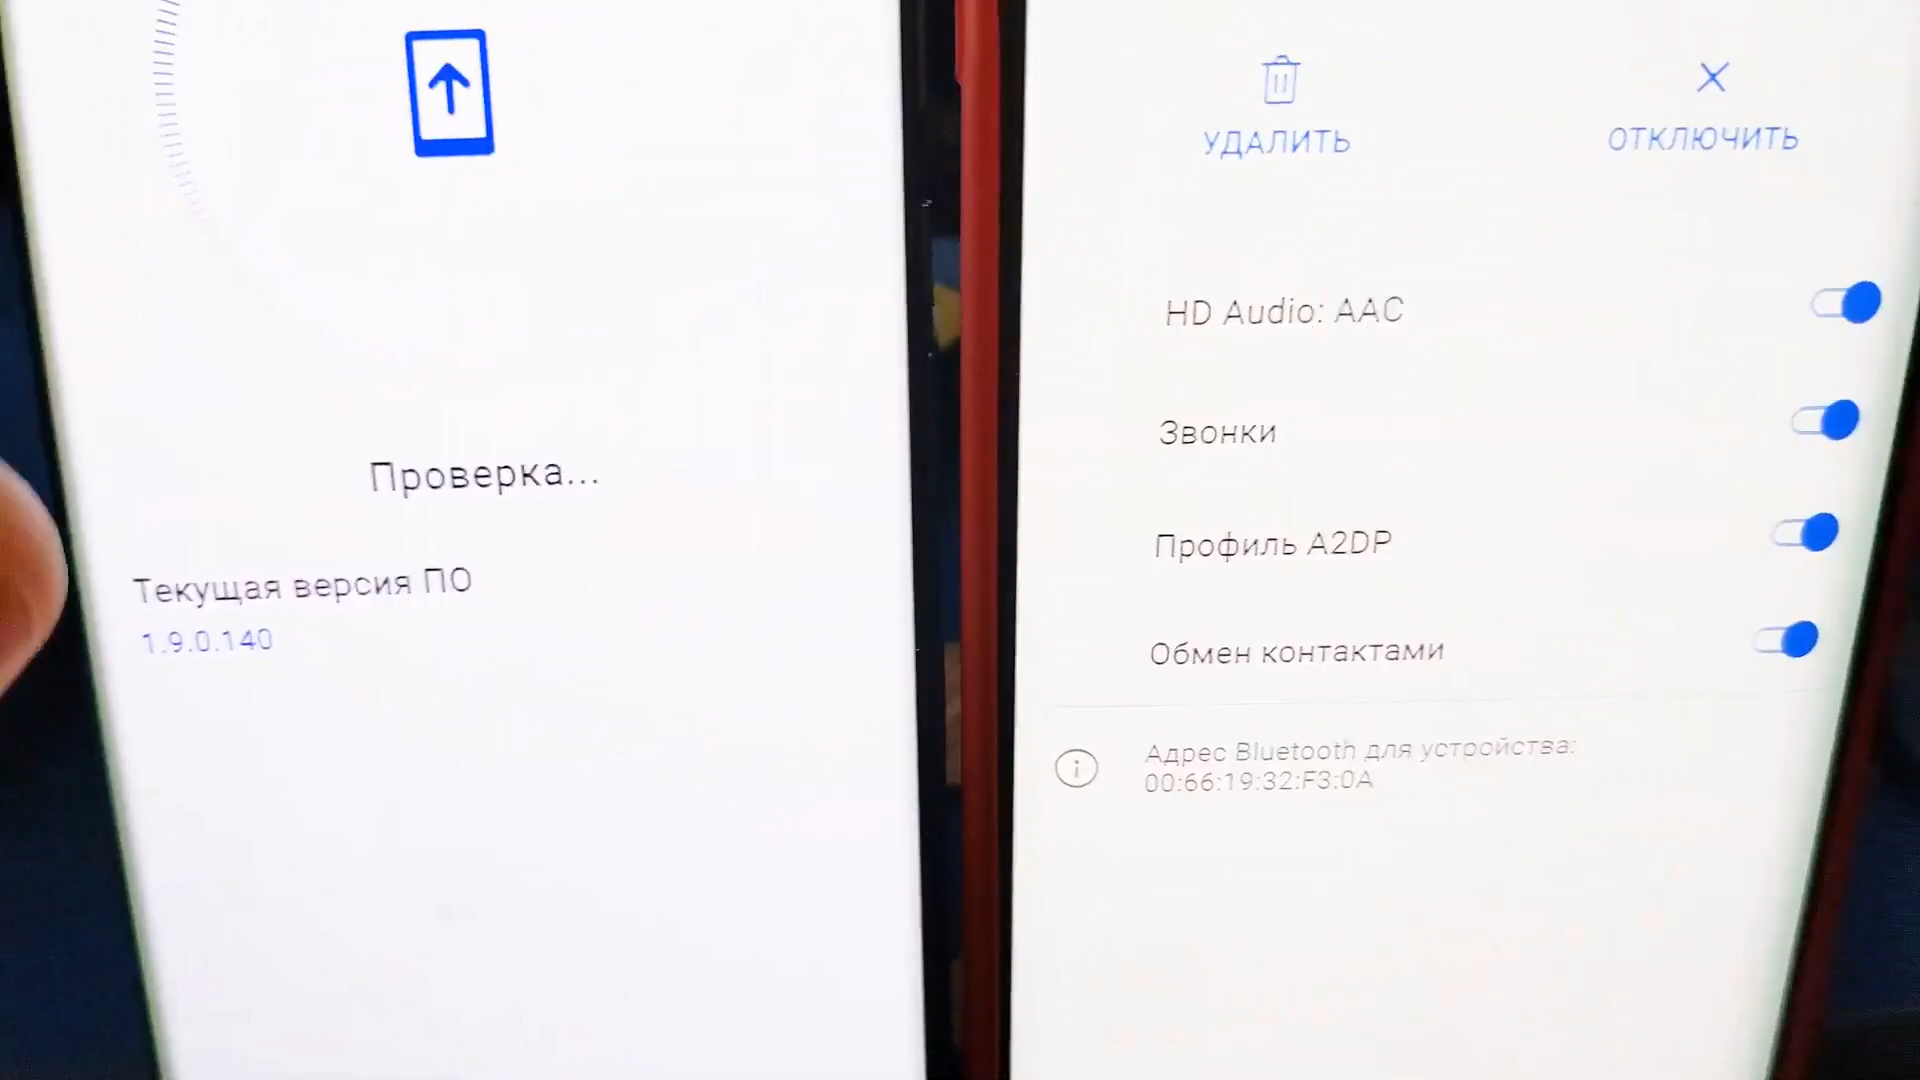 Проверка...
Текущая версия ПО
1.9.0.140
УДАЛИТЬ
ОТКЛЮЧИТЬ
HD Audio: AAC
Звонки
Профиль A2DP
Обмен контактами
Адрес Bluetooth для устройства:
00:66:19:32:F3:0A